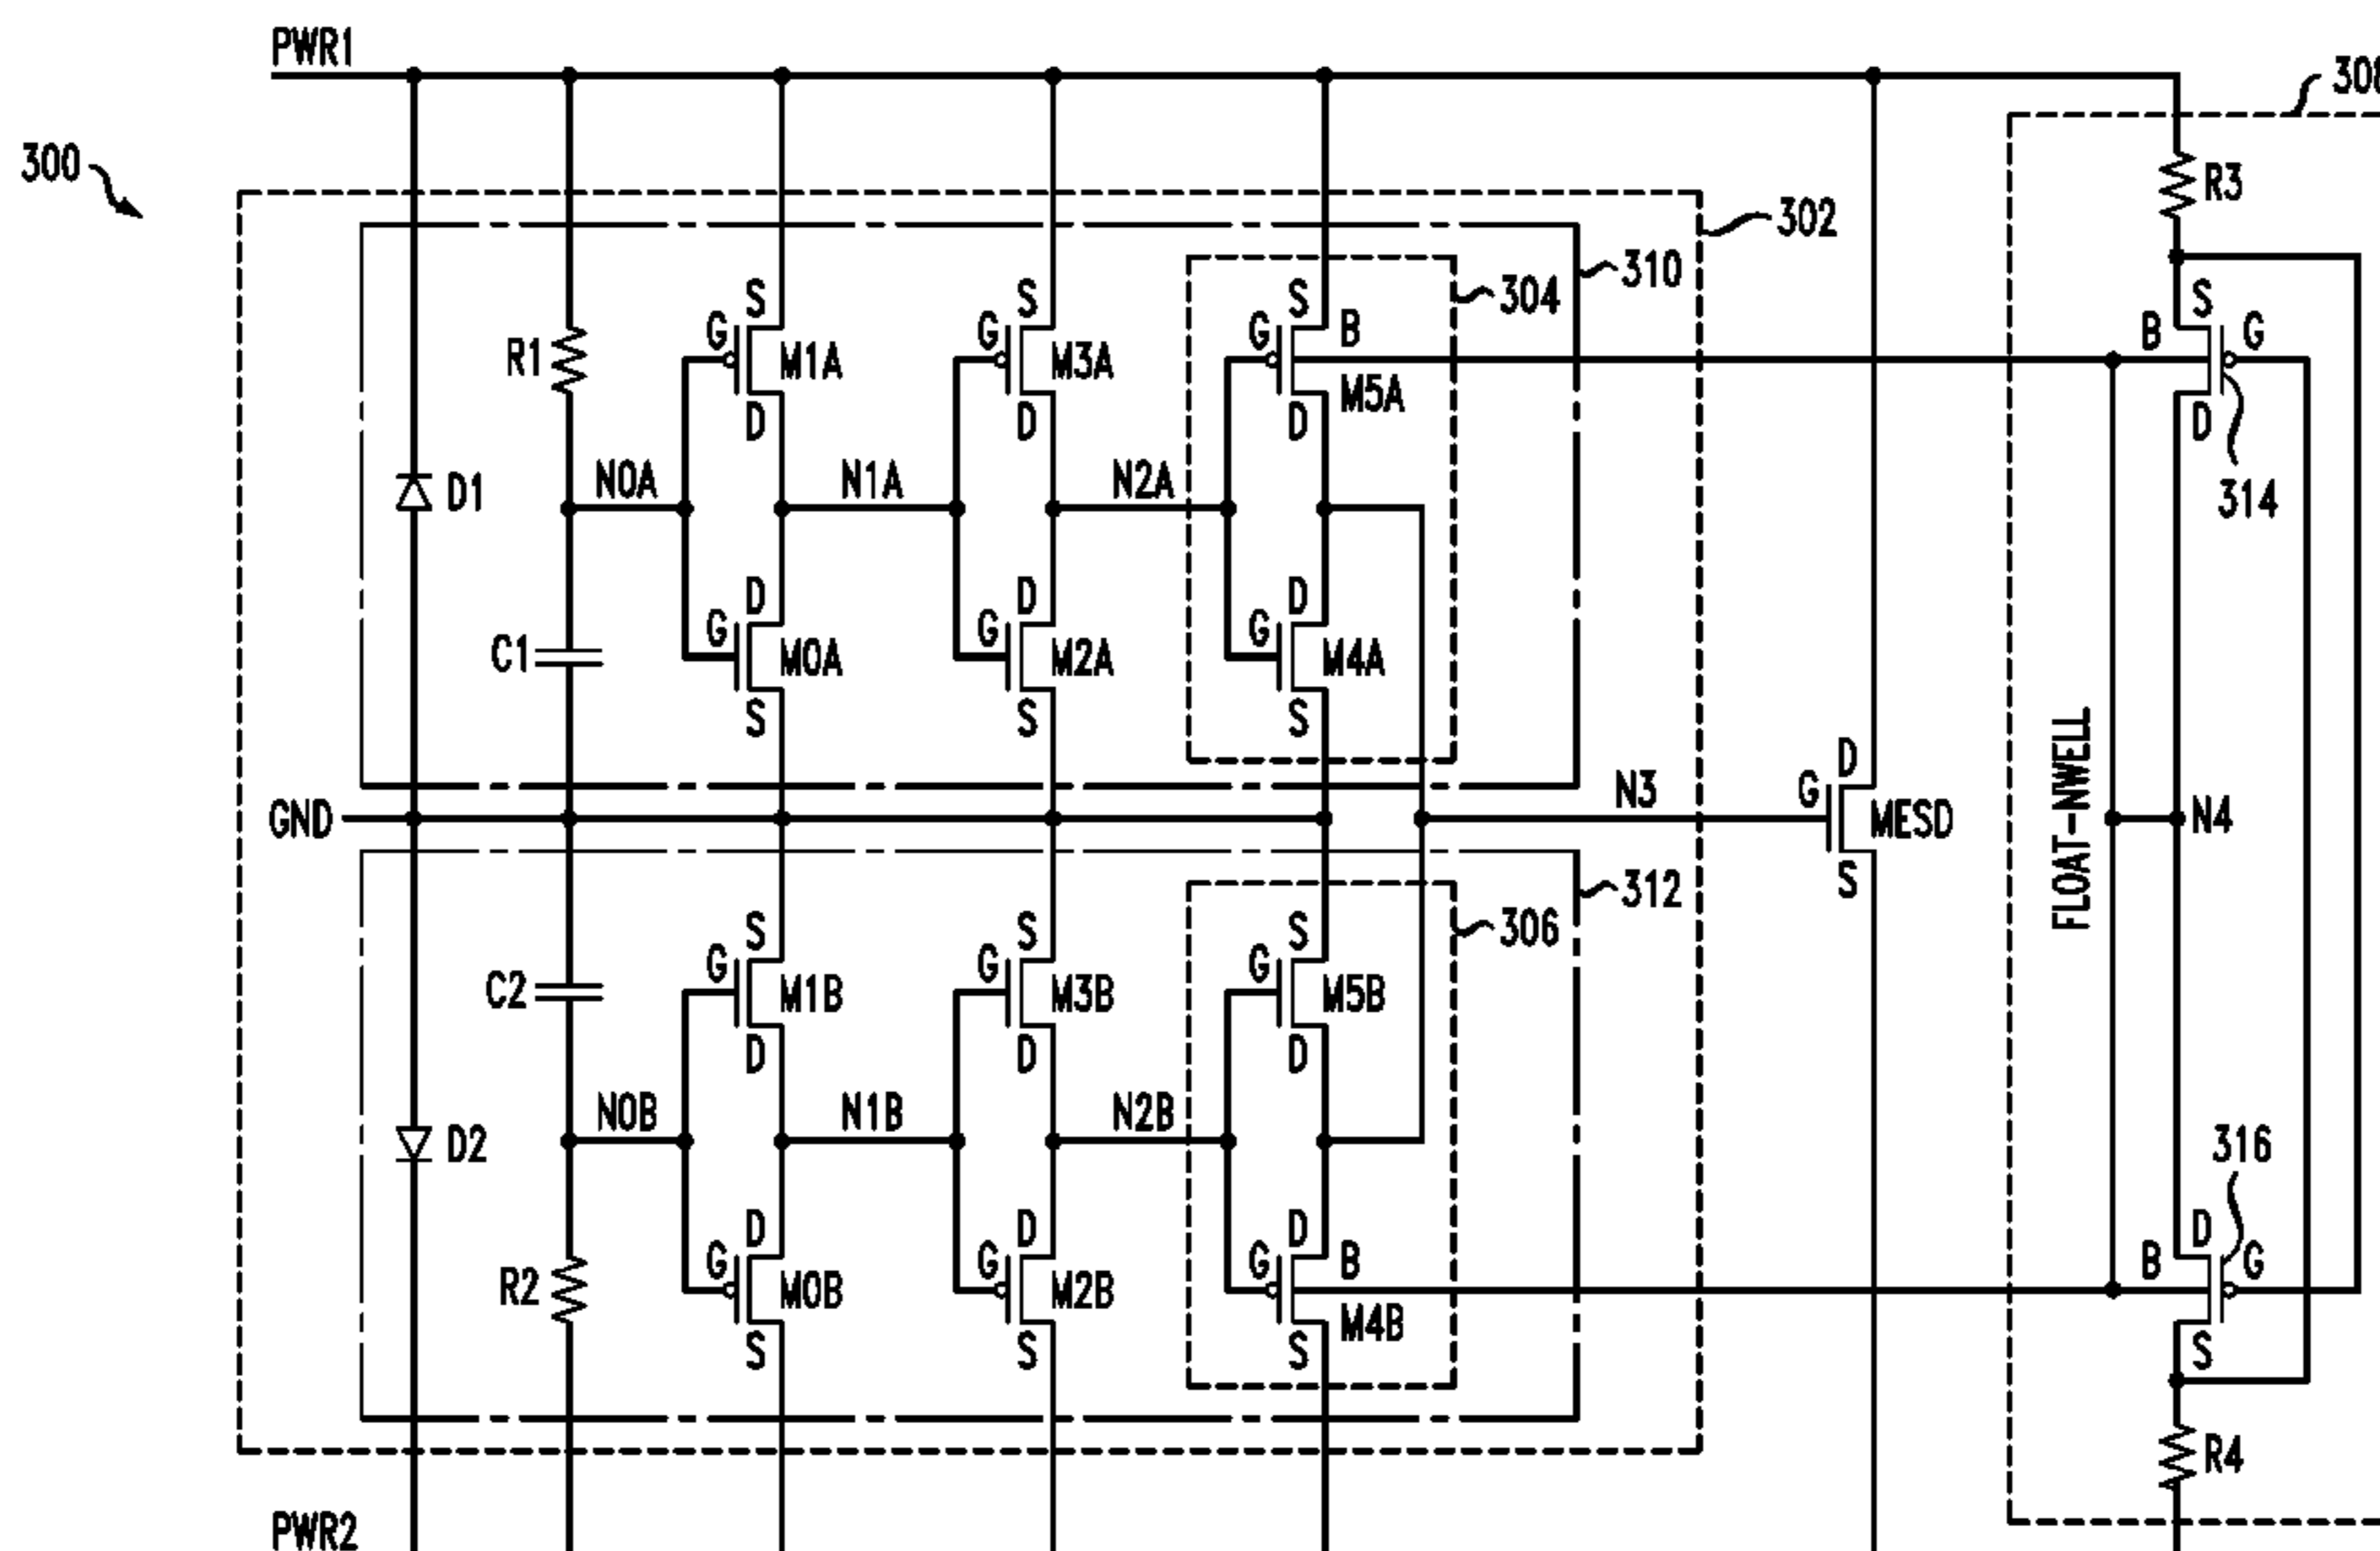 PWR1
308
300
R3
302
310
304
S
S
S
S
G
G
G
B
B
G
R1
M1A
M3A
M5A
D
D
D
D
314
N0A
N1A
N2A
D1
D
D
D
G
G
G
C1
M0A
M2A
M4A
S
S
S
D
FLOAT-NWELL
GND
N3
G
MESD
N4
S
312
306
S
S
S
G
G
G
C2
M1B
M3B
M5B
D
D
D
N0B
N1B
N2B
D2
316
D
D
D
D
G
G
G
B
B
G
R2
M0B
M2B
M4B
S
S
S
S
R4
PWR2